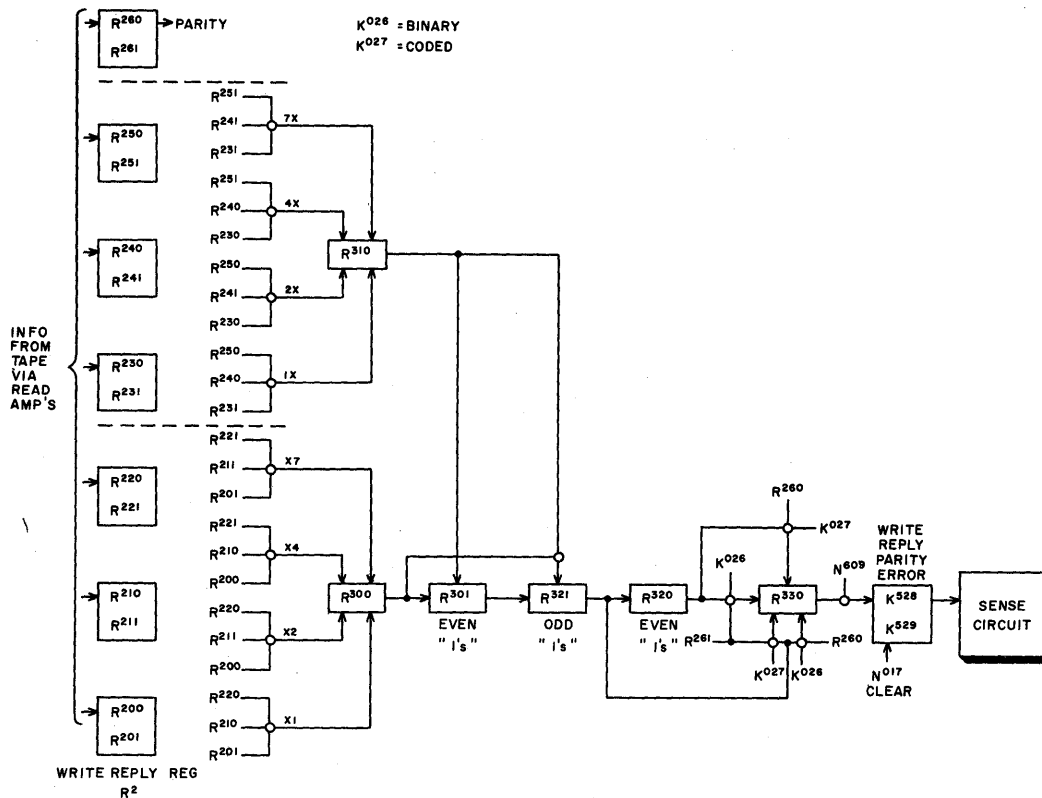 R260
PARITY
R261
K026 = BINARY
K027 = CODED
R250
R251
R240
R241
R230
R231
INFO
FROM
TAPE
VIA
READ
AMP'S
R220
R221
R210
R211
R200
R201
WRITE REPLY REG
R2
R251
R241
7X
R231
R251
R240
4X
R230
R250
R241
2X
R230
R250
R240
1X
R231
R310
R221
R211
X7
R201
R221
R210
X4
R200
R220
R211
X2
R200
R220
R210
X1
R201
R300
R301
EVEN
"1's"
R321
ODD
"1's"
R320
EVEN
"1's"
R260
K027
K026
R330
R261
R260
K027
K026
N609
WRITE
REPLY
PARITY
ERROR
K528
K529
N017
CLEAR
SENSE
CIRCUIT